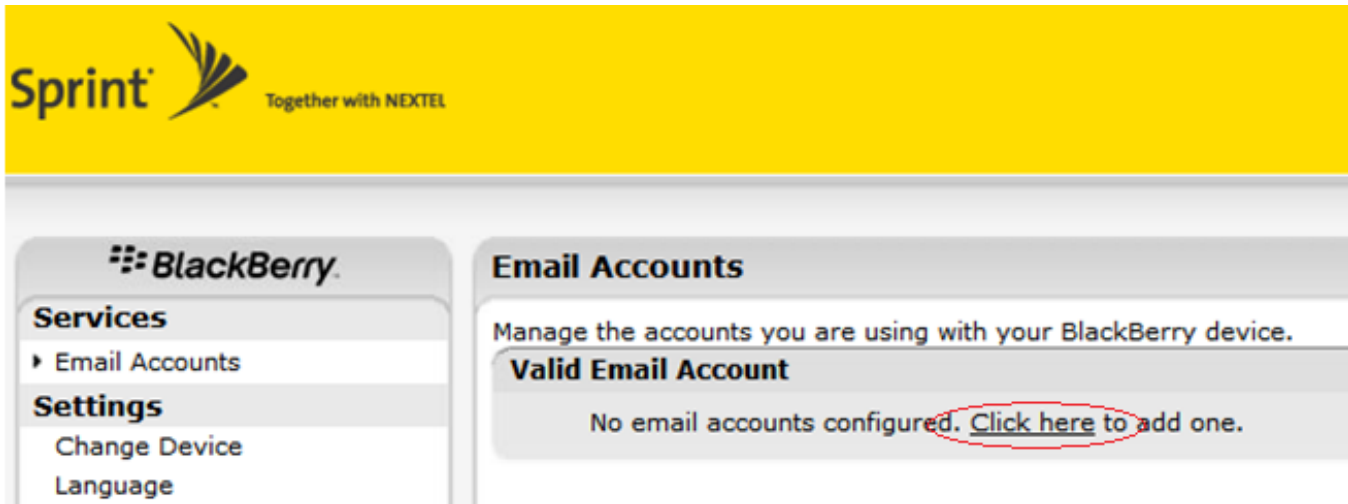 Sprint
Together with NEXTEL
BlackBerry.
Services
Email Accounts
Settings
Change Device
Language
Email Accounts
Manage the accounts you are using with your BlackBerry device.
Valid Email Account
No email accounts configured. Click here to add one.